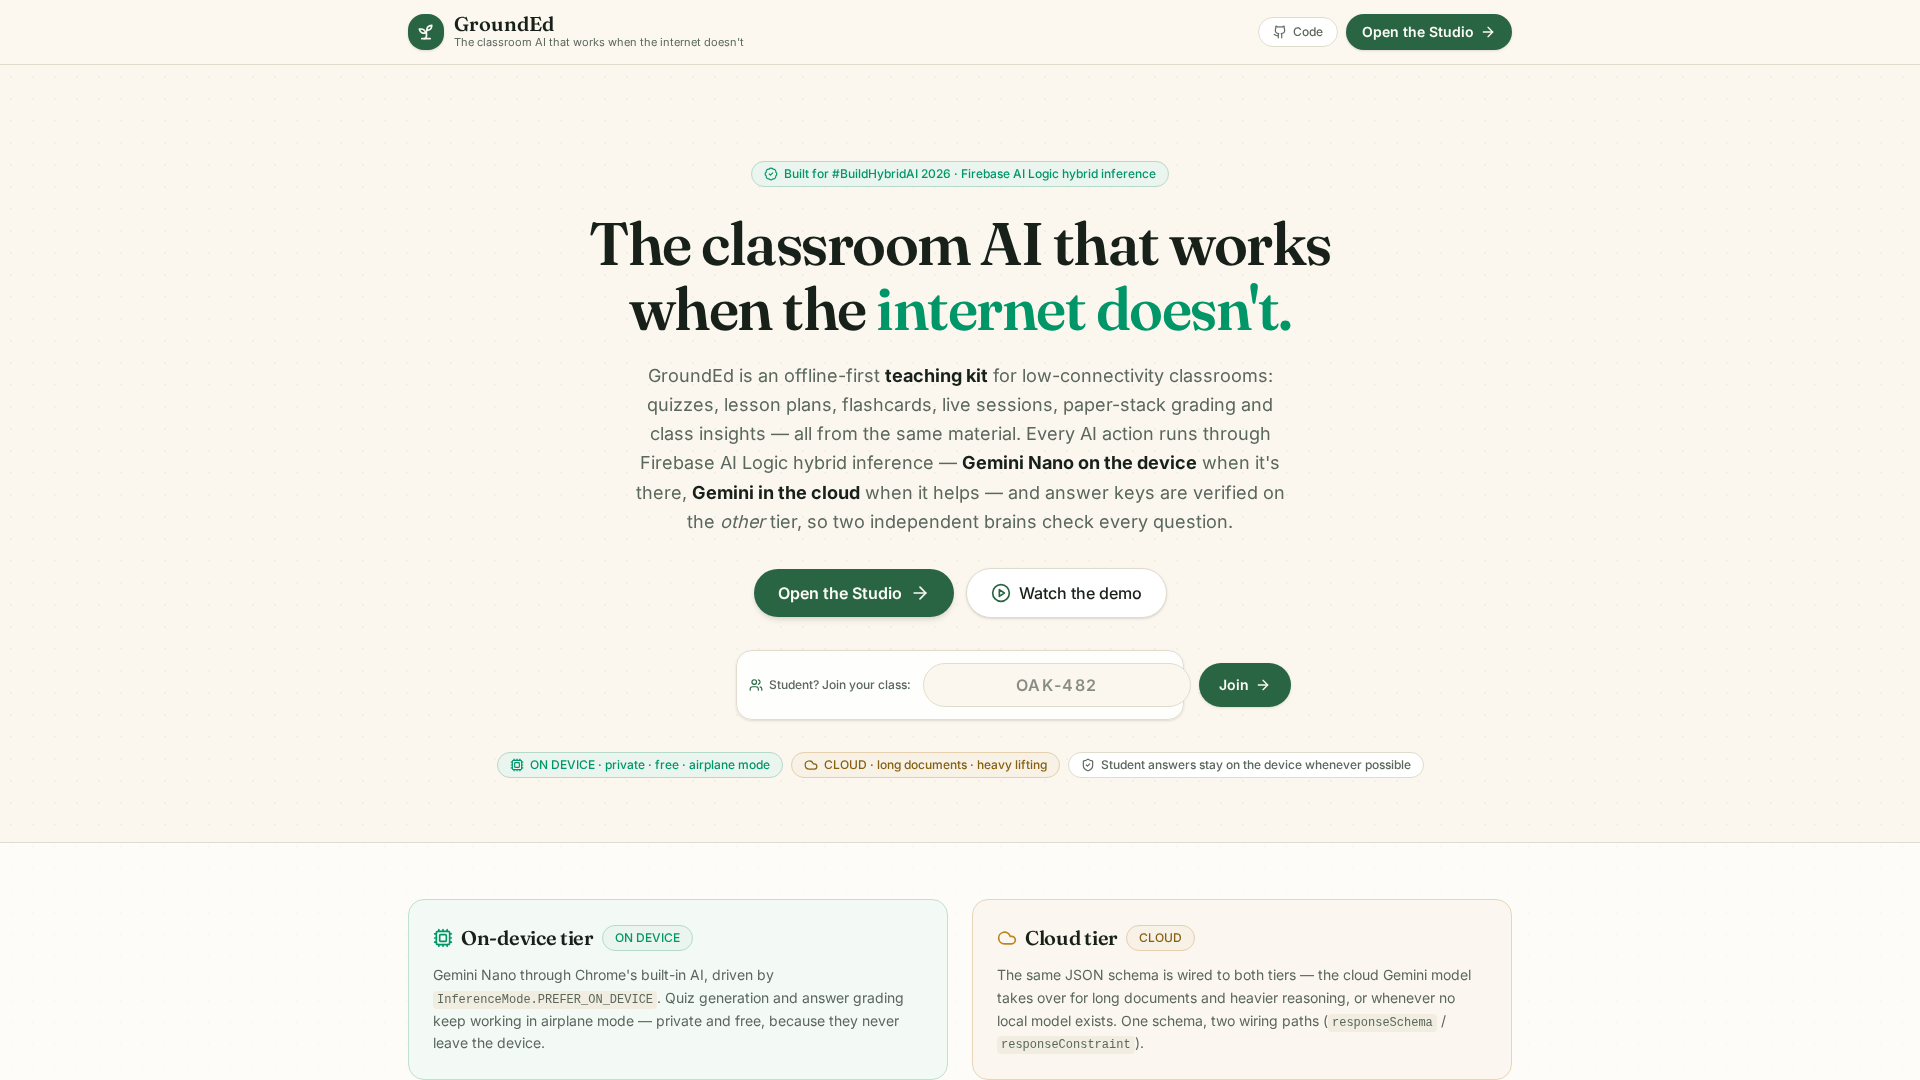 GroundEd
The classroom AI that works when the internet doesn't
Code
Open the Studio
Built for #BuildHybridAI 2026 · Firebase AI Logic hybrid inference
The classroom AI that works
when the internet doesn't.
GroundEd is an offline-first teaching kit for low-connectivity classrooms:
quizzes, lesson plans, flashcards, live sessions, paper-stack grading and
class insights — all from the same material. Every AI action runs through
Firebase AI Logic hybrid inference — Gemini Nano on the device when it's
there, Gemini in the cloud when it helps — and answer keys are verified on
the other tier, so two independent brains check every question.
Open the Studio
Watch the demo
Student? Join your class:
OAK-482
Join
ON DEVICE · private · free · airplane mode
CLOUD · long documents · heavy lifting
Student answers stay on the device whenever possible
On-device tier
ON DEVICE
Gemini Nano through Chrome's built-in AI, driven by
InferenceMode.PREFER_ON_DEVICE. Quiz generation and answer grading
keep working in airplane mode — private and free, because they never
leave the device.
Cloud tier
CLOUD
The same JSON schema is wired to both tiers — the cloud Gemini model
takes over for long documents and heavier reasoning, or whenever no
local model exists. One schema, two wiring paths (responseSchema /
responseConstraint).